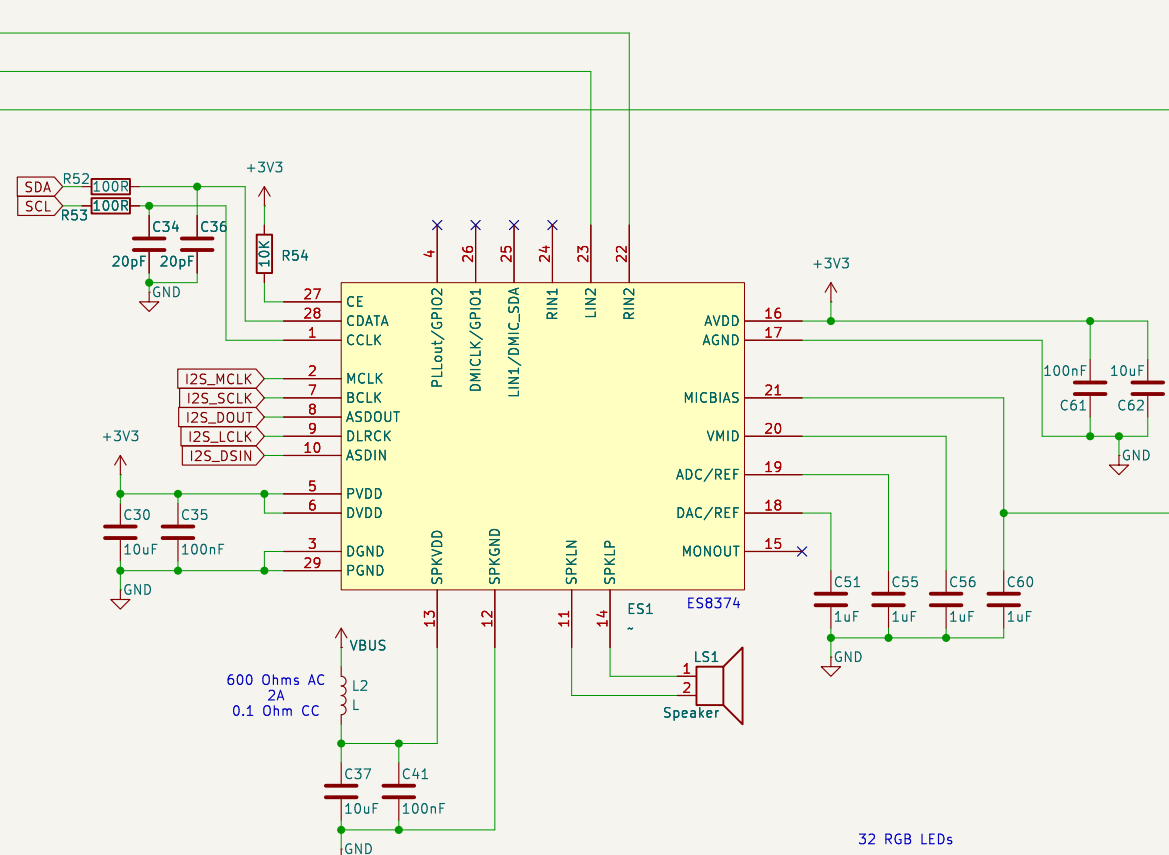 SDA
R52
100R
SCL
R53
100R
+3V3
C34
20pF
C36
20pF
GND
10K
R54
4
26
25
24
23
22
PLLout/GPIO2
DMICLK/GPIO1
LIN1/DMIC_SDA
RIN1
LIN2
RIN2
27
CE
28
CDATA
1
CCLK
I2S_MCLK
2
MCLK
I2S_SCLK
7
BCLK
I2S_DOUT
8
ASDOUT
I2S_LCLK
9
DLRCK
I2S_DSIN
10
ASDIN
+3V3
5
PVDD
6
DVDD
3
DGND
29
PGND
C30
10uF
C35
100nF
GND
+3V3
AVDD
16
AGND
17
MICBIAS
21
VMID
20
ADC/REF
19
DAC/REF
18
MONOUT
15
100nF
C61
10uF
C62
GND
C51
1uF
C55
1uF
C56
1uF
C60
1uF
GND
SPKVDD
SPKGND
SPKLN
SPKLP
13
12
11
14
ES1
~
ES8374
VBUS
600 Ohms AC
2A
0.1 Ohm CC
L2
L
LS1
1
2
Speaker
C37
10uF
C41
100nF
GND
32 RGB LEDs